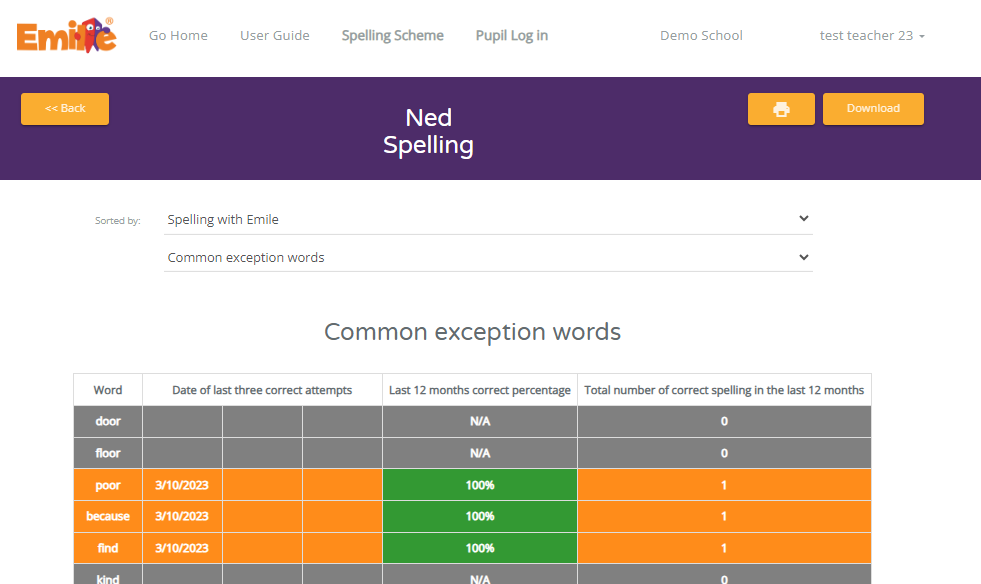 Emile®
Go Home User Guide Spelling Scheme Pupil Log in Demo School test teacher 23
<< Back
Ned
Spelling
Download
Sorted by: Spelling with Emile
Common exception words
Common exception words
Word Date of last three correct attempts Last 12 months correct percentage Total number of correct spelling in the last 12 months
door N/A 0
floor N/A 0
poor 3/10/2023 100% 1
because 3/10/2023 100% 1
find 3/10/2023 100% 1
kind N/A 0